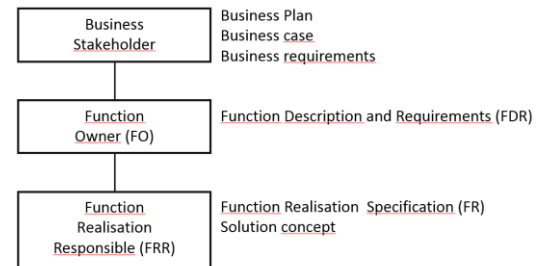 Business
Stakeholder
Business Plan
Business case
Business requirements
Function
Owner (FO)
Function Description and Requirements (FDR)
Function
Realisation
Responsible (FRR)
Function Realisation Specification (FR)
Solution concept